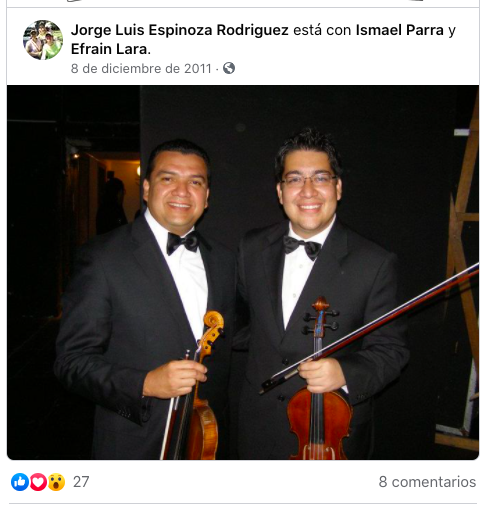 Jorge Luis Espinoza Rodriguez está con Ismael Parra y
Efrain Lara.
8 de diciembre de 2011 ·
27
8 comentarios